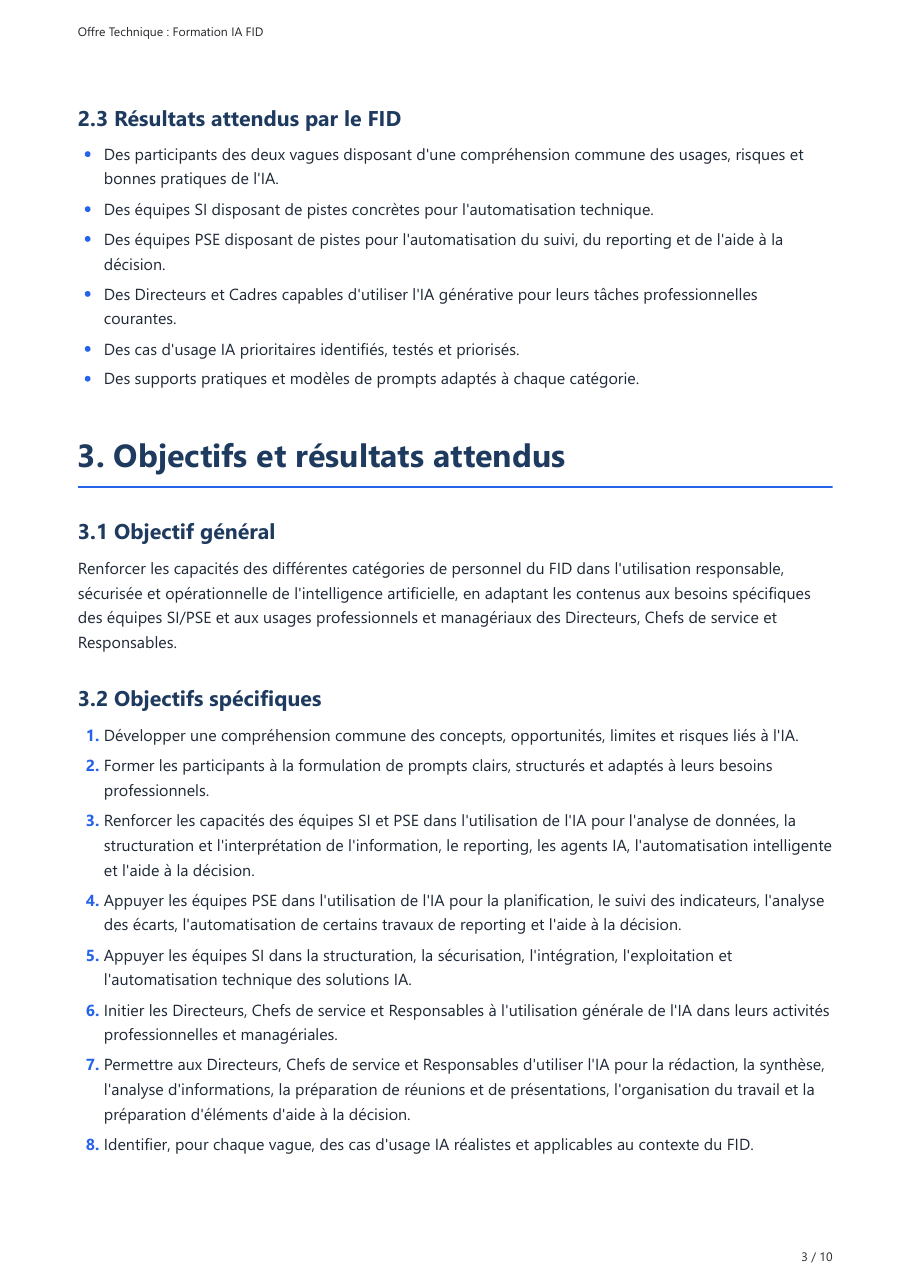 Offre Technique : Formation IA FID
2.3 Résultats attendus par le FID
• Des participants des deux vagues disposant d'une compréhension commune des usages, risques et
bonnes pratiques de l'IA.
• Des équipes SI disposant de pistes concrètes pour l'automatisation technique.
• Des équipes PSE disposant de pistes pour l'automatisation du suivi, du reporting et de l'aide à la
décision.
• Des Directeurs et Cadres capables d'utiliser l'IA générative pour leurs tâches professionnelles
courantes.
• Des cas d'usage IA prioritaires identifiés, testés et priorisés.
• Des supports pratiques et modèles de prompts adaptés à chaque catégorie.
3. Objectifs et résultats attendus
3.1 Objectif général
Renforcer les capacités des différentes catégories de personnel du FID dans l'utilisation responsable,
sécurisée et opérationnelle de l'intelligence artificielle, en adaptant les contenus aux besoins spécifiques
des équipes SI/PSE et aux usages professionnels et managériaux des Directeurs, Chefs de service et
Responsables.
3.2 Objectifs spécifiques
1. Développer une compréhension commune des concepts, opportunités, limites et risques liés à l'IA.
2. Former les participants à la formulation de prompts clairs, structurés et adaptés à leurs besoins
professionnels.
3. Renforcer les capacités des équipes SI et PSE dans l'utilisation de l'IA pour l'analyse de données, la
structuration et l'interprétation de l'information, le reporting, les agents IA, l'automatisation intelligente
et l'aide à la décision.
4. Appuyer les équipes PSE dans l'utilisation de l'IA pour la planification, le suivi des indicateurs, l'analyse
des écarts, l'automatisation de certains travaux de reporting et l'aide à la décision.
5. Appuyer les équipes SI dans la structuration, la sécurisation, l'intégration, l'exploitation et
l'automatisation technique des solutions IA.
6. Initier les Directeurs, Chefs de service et Responsables à l'utilisation générale de l'IA dans leurs activités
professionnelles et managériales.
7. Permettre aux Directeurs, Chefs de service et Responsables d'utiliser l'IA pour la rédaction, la synthèse,
l'analyse d'informations, la préparation de réunions et de présentations, l'organisation du travail et la
préparation d'éléments d'aide à la décision.
8. Identifier, pour chaque vague, des cas d'usage IA réalistes et applicables au contexte du FID.
3 / 10